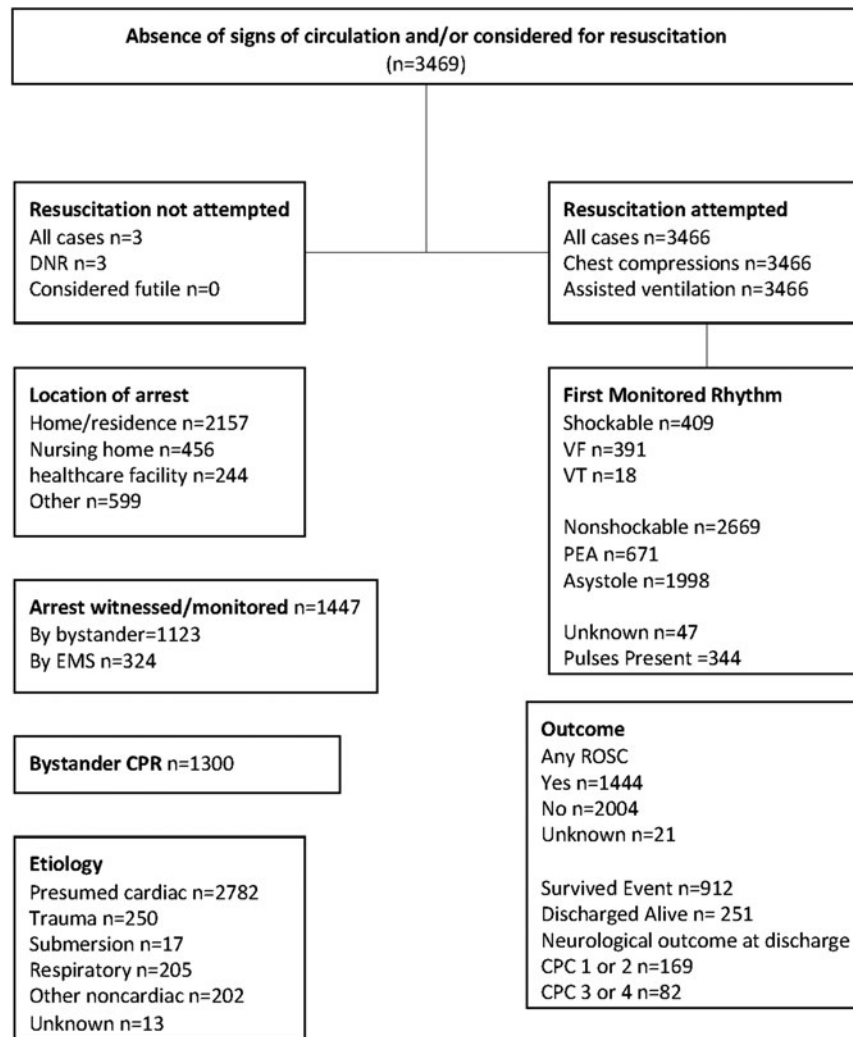 Absence of signs of circulation and/or considered for resuscitation
(n=3469)
Resuscitation not attempted
All cases n=3
DNR n=3
Considered futile n=0
Resuscitation attempted
All cases n=3466
Chest compressions n=3466
Assisted ventilation n=3466
Location of arrest
Home/residence n=2157
Nursing home n=456
healthcare facility n=244
Other n=599
First Monitored Rhythm
Shockable n=409
VF n=391
VT n=18
Nonshockable n=2669
PEA n=671
Asystole n=1998
Unknown n=47
Pulses Present =344
Arrest witnessed/monitored n=1447
By bystander=1123
By EMS n=324
Bystander CPR n=1300
Etiology
Presumed cardiac n=2782
Trauma n=250
Submersion n=17
Respiratory n=205
Other noncardiac n=202
Unknown n=13
Outcome
Any ROSC
Yes n=1444
No n=2004
Unknown n=21
Survived Event n=912
Discharged Alive n= 251
Neurological outcome at discharge
CPC 1 or 2 n=169
CPC 3 or 4 n=82